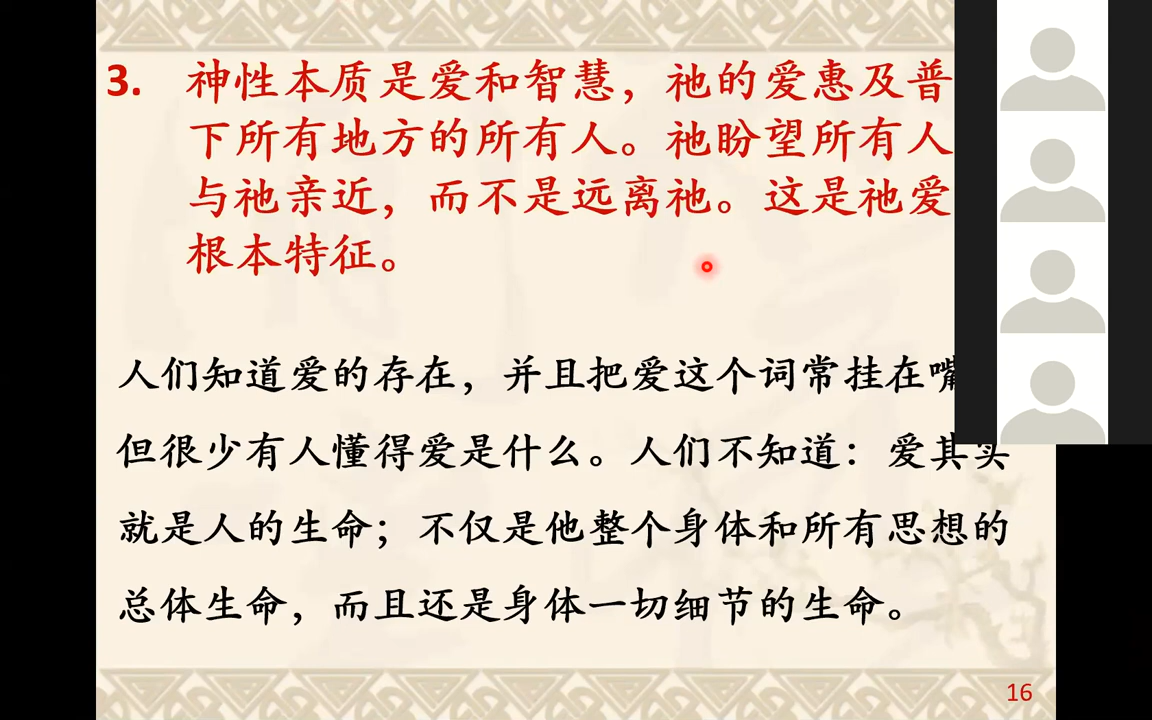 3. 神性本质是爱和智慧，祂的爱惠及普
下所有地方的所有人。祂盼望所有人
与祂亲近，而不是远离祂。这是祂爱
根本特征。
人们知道爱的存在，并且把爱这个词常挂在嘴
但很少有人懂得爱是什么。人们不知道：爱其实
就是人的生命；不仅是他整个身体和所有思想的
总体生命，而且还是身体一切细节的生命。
16